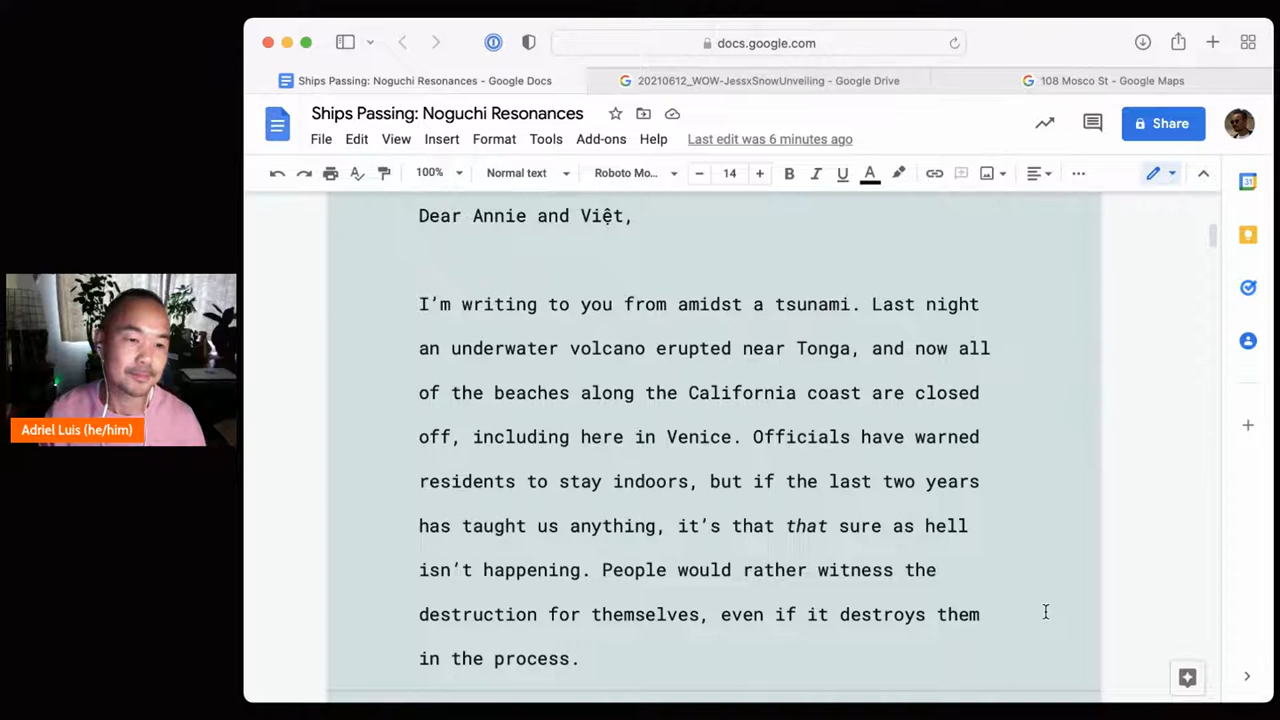 docs.google.com
Ships Passing: Noguchi Resonances - Google Docs
20210612_WOW-JessxSnowUnveiling - Google Drive
108 Mosco St - Google Maps
Ships Passing: Noguchi Resonances
Share
File Edit View Insert Format Tools Add-ons Help Last edit was 6 minutes ago
100% Normal text Roboto Mo... 14 B I U A
31
Dear Annie and Việt,
I’m writing to you from amidst a tsunami. Last night
an underwater volcano erupted near Tonga, and now all
of the beaches along the California coast are closed
off, including here in Venice. Officials have warned
residents to stay indoors, but if the last two years
has taught us anything, it’s that that sure as hell
isn’t happening. People would rather witness the
destruction for themselves, even if it destroys them
in the process.
Adriel Luis (he/him)